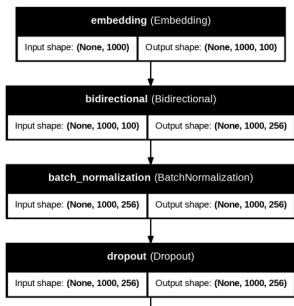 embedding (Embedding)
Input shape: (None, 1000) Output shape: (None, 1000, 100)
bidirectional (Bidirectional)
Input shape: (None, 1000, 100) Output shape: (None, 1000, 256)
batch_normalization (BatchNormalization)
Input shape: (None, 1000, 256) Output shape: (None, 1000, 256)
dropout (Dropout)
Input shape: (None, 1000, 256) Output shape: (None, 1000, 256)